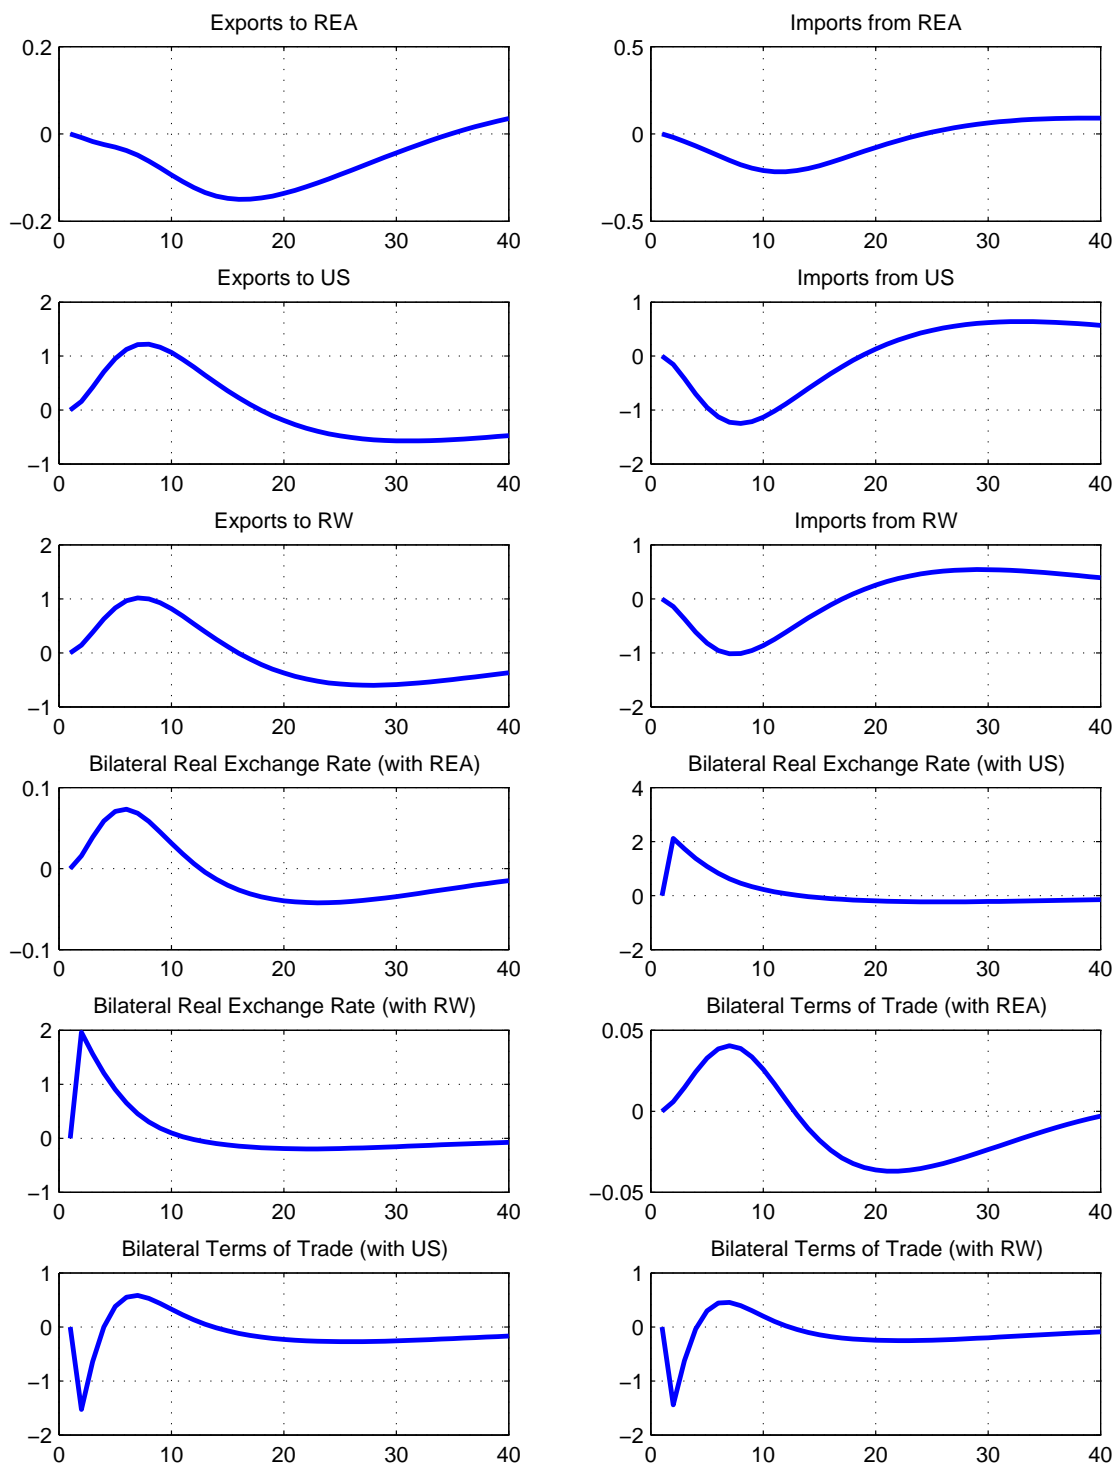 Exports to REA
0.2
0
−0.2
0 10 20 30 40
Imports from REA
0.5
0
−0.5
0 10 20 30 40
Exports to US
2
1
0
−1
0 10 20 30 40
Imports from US
1
0
−1
−2
0 10 20 30 40
Exports to RW
2
1
0
−1
0 10 20 30 40
Imports from RW
1
0
−1
−2
0 10 20 30 40
Bilateral Real Exchange Rate (with REA)
0.1
0
−0.1
0 10 20 30 40
Bilateral Real Exchange Rate (with US)
4
2
0
−2
0 10 20 30 40
Bilateral Real Exchange Rate (with RW)
2
1
0
−1
0 10 20 30 40
Bilateral Terms of Trade (with REA)
0.05
0
−0.05
0 10 20 30 40
Bilateral Terms of Trade (with US)
1
0
−1
−2
0 10 20 30 40
Bilateral Terms of Trade (with RW)
1
0
−1
−2
0 10 20 30 40